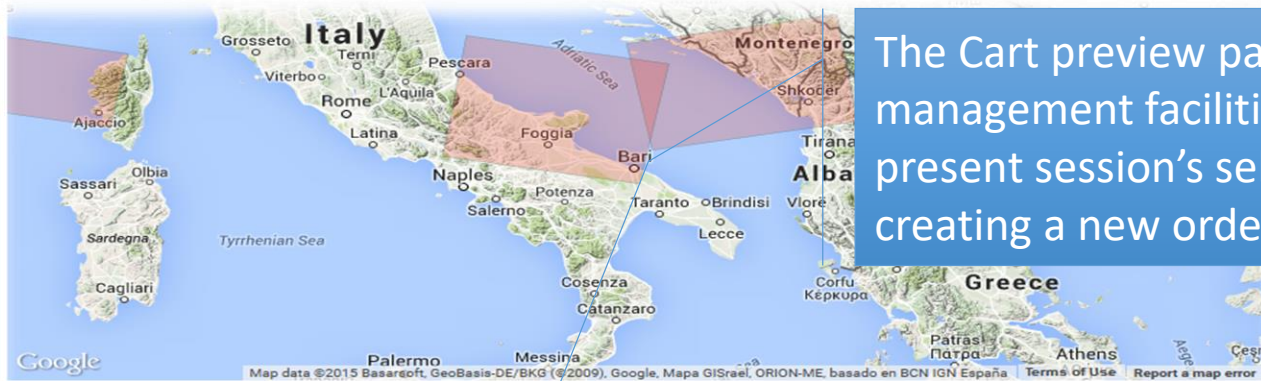 The Cart preview pa
management faciliti
present session's se
creating a new orde
Italy
Grosseto
Terni
Viterbo
Pescara
Adriatic Sea
L'Aquila
Rome
Latina
Foggia
Bari
Naples
Potenza
Salerno
Taranto
Brindisi
Lecce
Montenegro
Shkodër
Tirana
Alba
Vlorë
Ajaccio
Olbia
Sassari
Sardegna
Cagliari
Tyrrhenian Sea
Cosenza
Catanzaro
Corfu
Κέρκυρα
Greece
Patras
Πάτρα
Athens
Palermo
Messina
Google
Map data ©2015 Basarsoft, GeoBasis-DE/BKG (©2009), Google, Mapa GISrael, ORION-ME, basado en BCN IGN España
Terms of Use
Report a map error